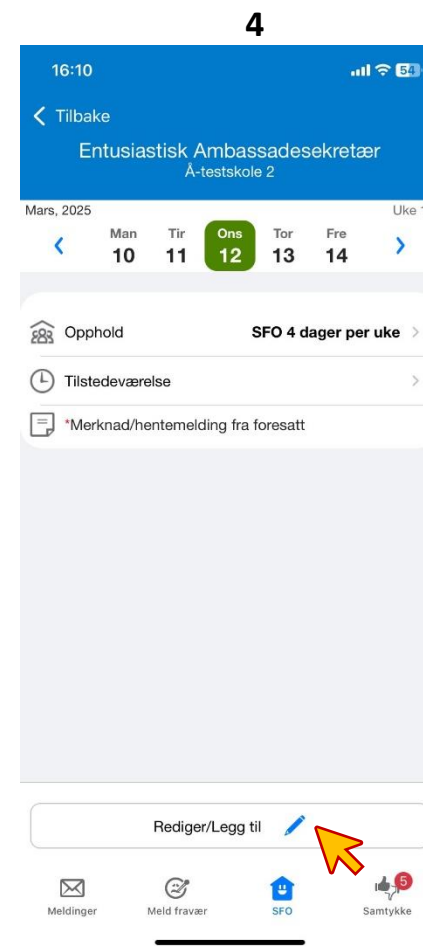 4
16:10
54
Tilbake
Entusiastisk Ambassadesekretær
Å-testskole 2
Mars, 2025
Uke 1
Man Tir Ons Tor Fre
10 11 12 13 14
Opphold SFO 4 dager per uke
Tilstedeværelse
*Merknad/hentemelding fra foresatt
Rediger/Legg til
5
Meldinger Meld fravær SFO Samtykke